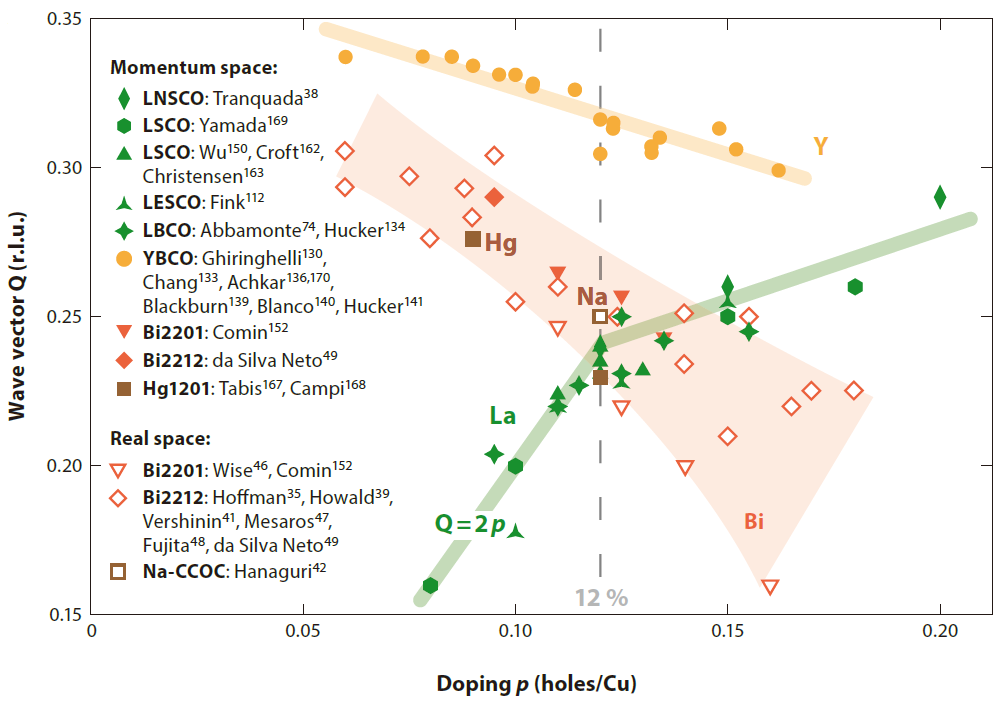 0.35
0.30
0.25
0.20
0.15
Wave vector Q (r.l.u.)
Momentum space:
LNSCO: Tranquada38
LSCO: Yamada169
LSCO: Wu150, Croft162,
Christensen163
LESCO: Fink112
LBCO: Abbamonte74, Hucker134
YBCO: Ghiringhelli130,
Chang133, Achkar136,170,
Blackburn139, Blanco140, Hucker141
Bi2201: Comin152
Bi2212: da Silva Neto49
Hg1201: Tabis167, Campi168
Real space:
Bi2201: Wise46, Comin152
Bi2212: Hoffman35, Howald39,
Vershinin41, Mesaros47,
Fujita48, da Silva Neto49
Na-CCOC: Hanaguri42
Y
Hg
Na
La
Q=2p
Bi
12 %
0
0.05
0.10
0.15
0.20
Doping p (holes/Cu)